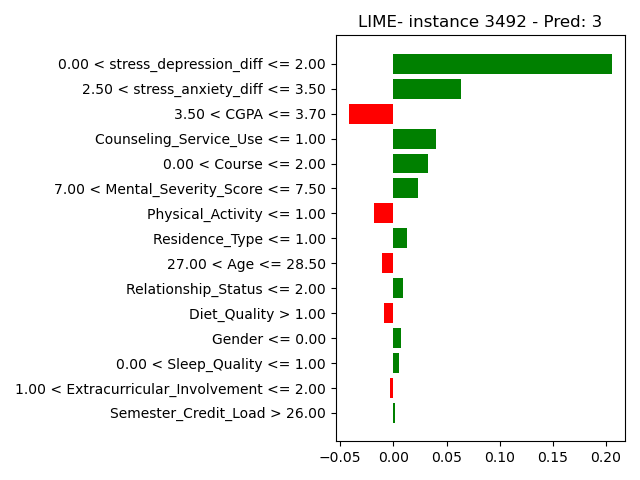 LIME- instance 3492 - Pred: 3
0.00 < stress_depression_diff <= 2.00
2.50 < stress_anxiety_diff <= 3.50
3.50 < CGPA <= 3.70
Counseling_Service_Use <= 1.00
0.00 < Course <= 2.00
7.00 < Mental_Severity_Score <= 7.50
Physical_Activity <= 1.00
Residence_Type <= 1.00
27.00 < Age <= 28.50
Relationship_Status <= 2.00
Diet_Quality > 1.00
Gender <= 0.00
0.00 < Sleep_Quality <= 1.00
1.00 < Extracurricular_Involvement <= 2.00
Semester_Credit_Load > 26.00
−0.05 0.00 0.05 0.10 0.15 0.20